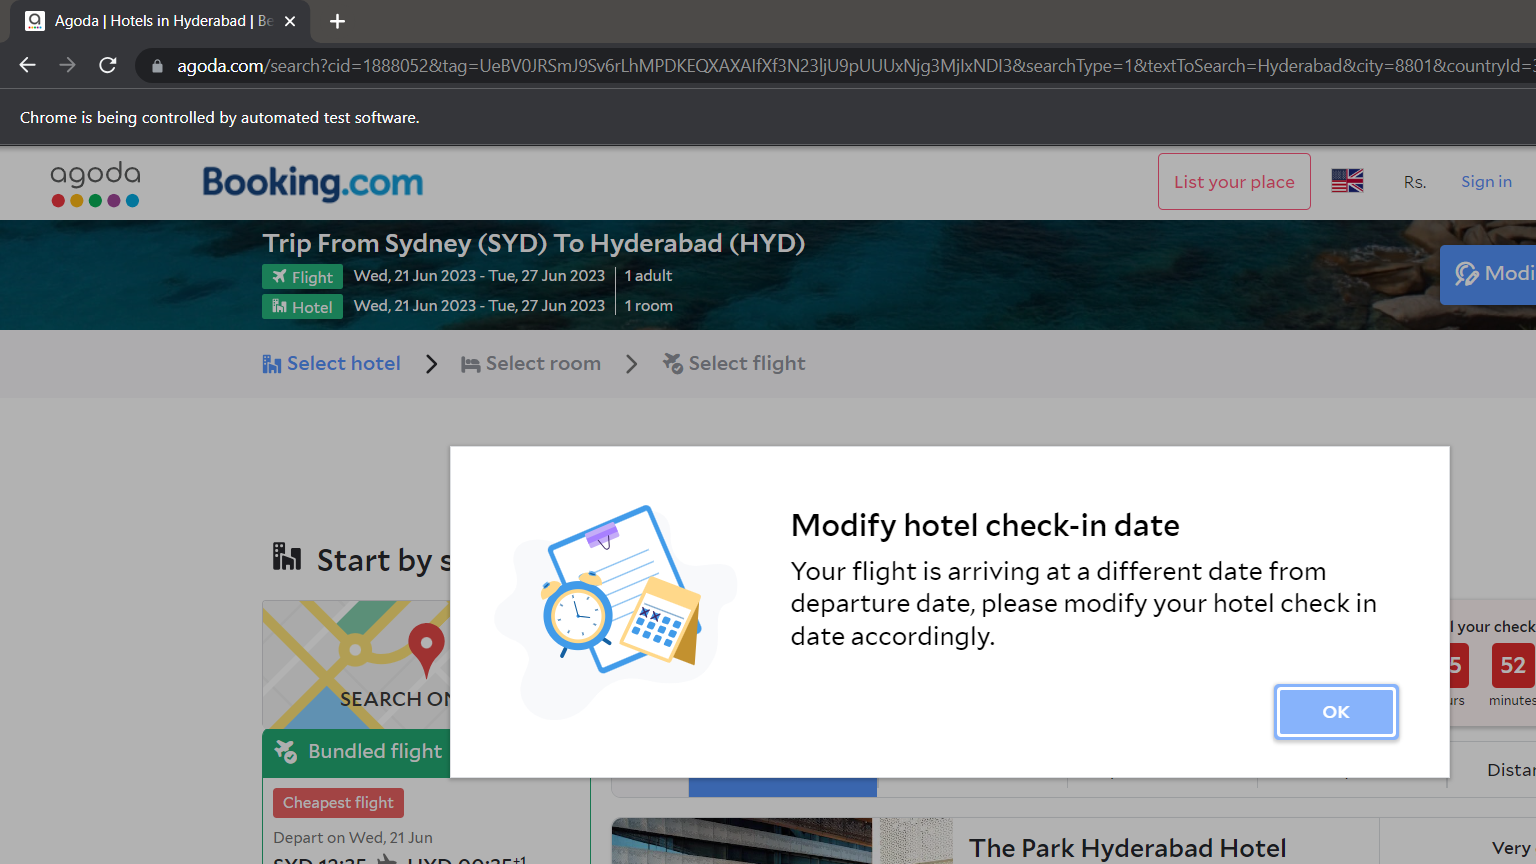 Agoda | Hotels in Hyderabad | Be
agoda.com/search?cid=1888052&tag=UeBV0JRSmJ9Sv6rLhMPDKEQXAXAIfXf3N23ljU9pUUUxNjg3MjIxNDI3&searchType=1&textToSearch=Hyderabad&city=8801&countryId=3
Chrome is being controlled by automated test software.
agoda
Booking.com
List your place
Rs.
Sign in
Trip From Sydney (SYD) To Hyderabad (HYD)
Flight Wed, 21 Jun 2023 - Tue, 27 Jun 2023 1 adult
Hotel Wed, 21 Jun 2023 - Tue, 27 Jun 2023 1 room
Modi
Select hotel
Select room
Select flight
Modify hotel check-in date
Your flight is arriving at a different date from
departure date, please modify your hotel check in
date accordingly.
OK
Start by s
SEARCH ON
l your check
5 52
urs minutes
Bundled flight
Distan
Cheapest flight
Depart on Wed, 21 Jun
SYD 12:35 HYD 00:35+1
The Park Hyderabad Hotel
Very